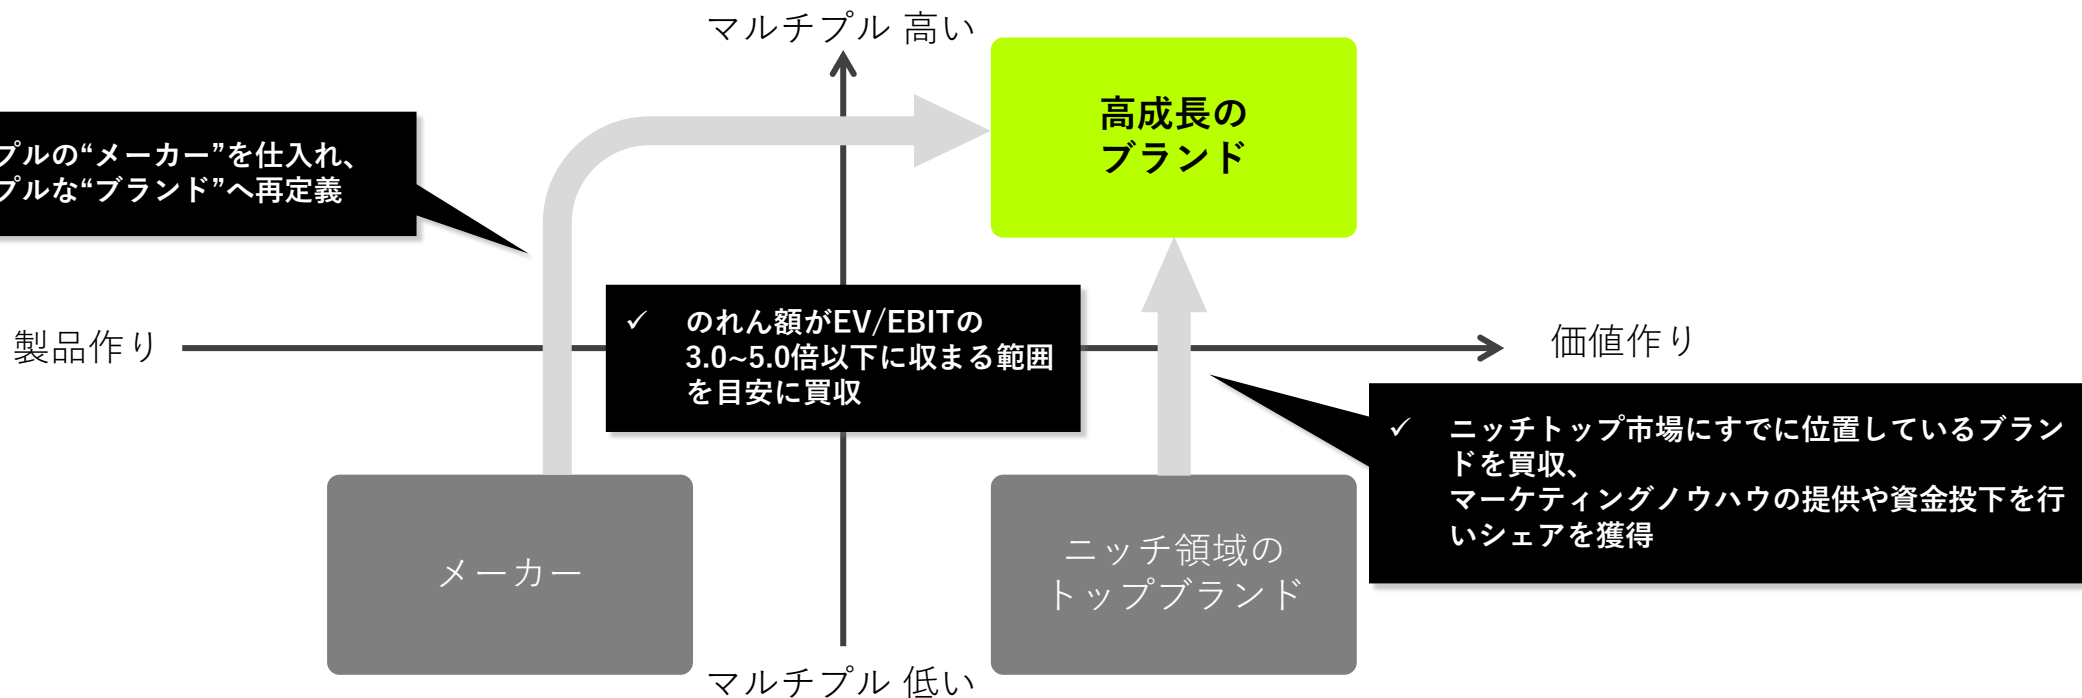 マルチプル 高い
高成長の
ブランド
プルの“メーカー”を仕入れ、
プルな“ブランド”へ再定義
✓ のれん額がEV/EBITの
3.0~5.0倍以下に収まる範囲
を目安に買収
製品作り
価値作り
✓ ニッチトップ市場にすでに位置しているブラン
ドを買収、
マーケティングノウハウの提供や資金投下を行
いシェアを獲得
メーカー
ニッチ領域の
トップブランド
マルチプル 低い